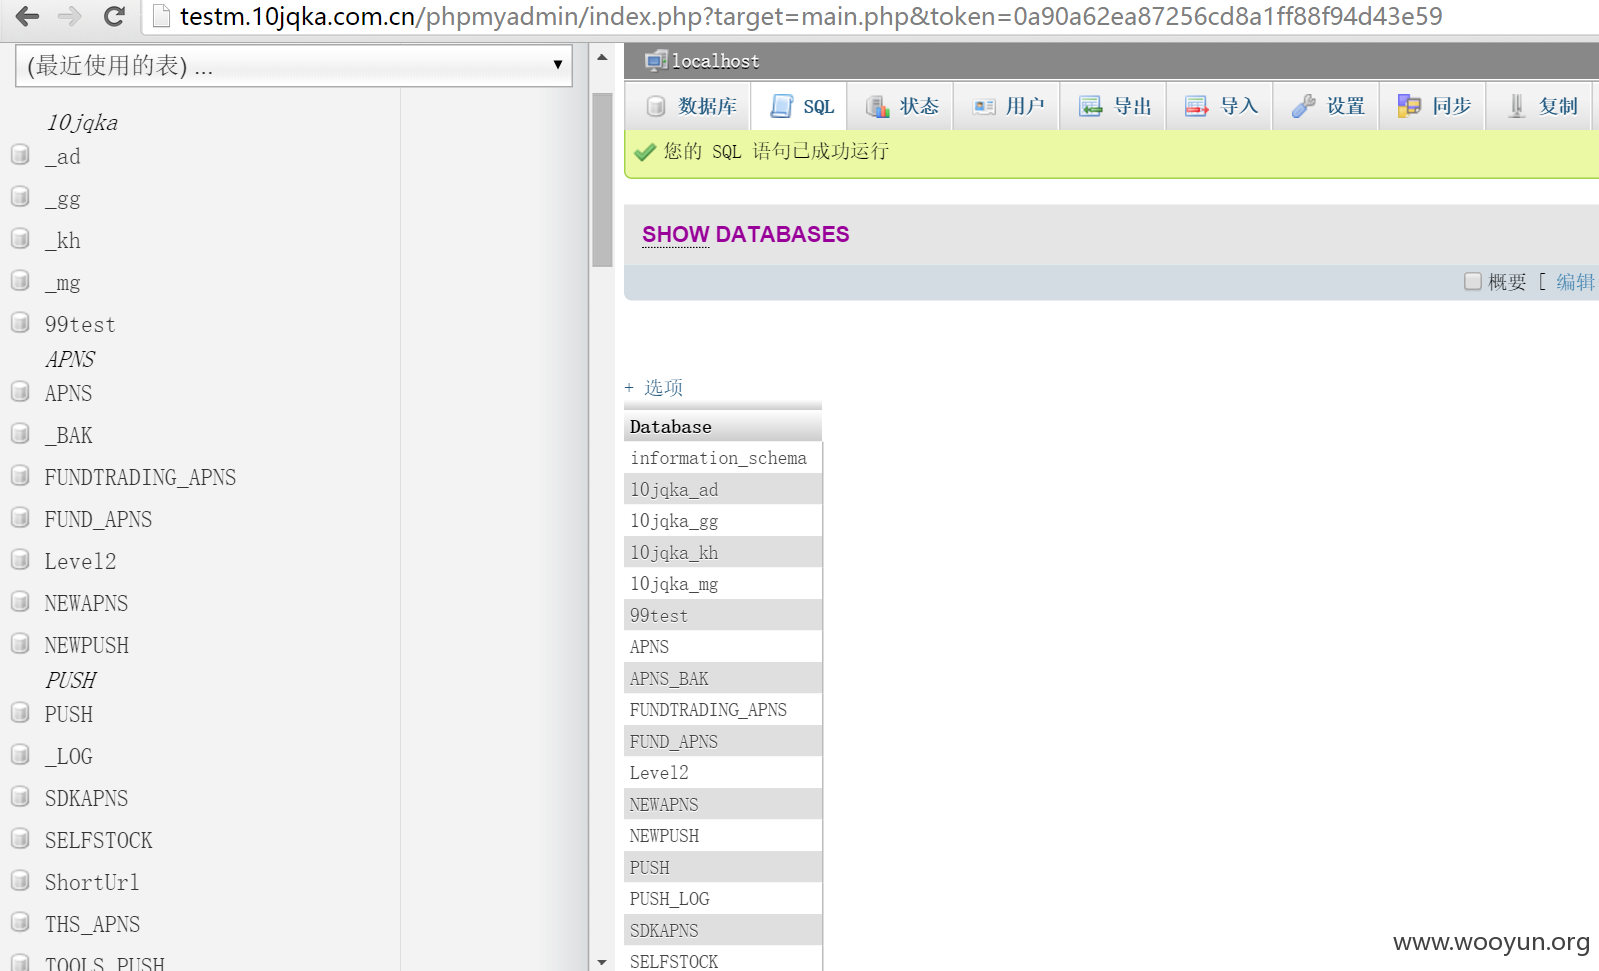 testm.10jqka.com.cn/phpmyadmin/index.php?target=main.php&token=0a90a62ea87256cd8a1ff88f94d43e59
(最近使用的表) ...
10jqka
_ad
_gg
_kh
_mg
99test
APNS
APNS
_BAK
FUNDTRADING_APNS
FUND_APNS
Level2
NEWAPNS
NEWPUSH
PUSH
PUSH
_LOG
SDKAPNS
SELFSTOCK
ShortUrl
THS_APNS
TOOLS_PUSH
localhost
数据库 SQL 状态 用户 导出 导入 设置 同步 复制
您的 SQL 语句已成功运行
SHOW DATABASES
概要 [ 编辑
+ 选项
Database
information_schema
10jqka_ad
10jqka_gg
10jqka_kh
10jqka_mg
99test
APNS
APNS_BAK
FUNDTRADING_APNS
FUND_APNS
Level2
NEWAPNS
NEWPUSH
PUSH
PUSH_LOG
SDKAPNS
SELFSTOCK
www.wooyun.org